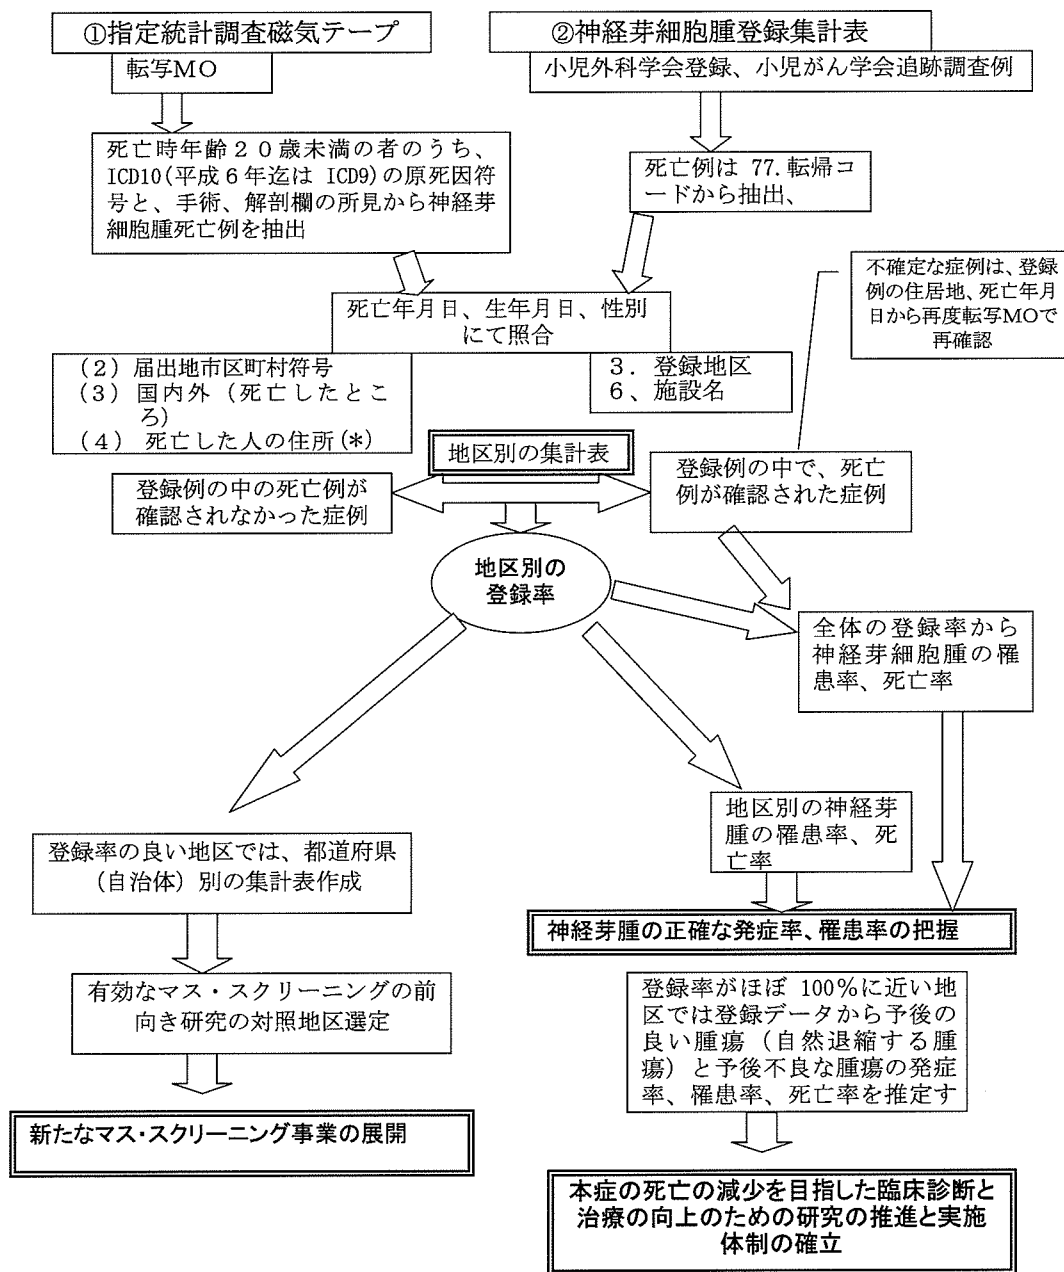 ①指定統計調査磁気テープ
転写MO
②神経芽細胞腫登録集計表
小児外科学会登録、小児がん学会追跡調査例
死亡時年齢20歳未満の者のうち、
ICD10(平成6年迄は ICD9)の原死因符
号と、手術、解剖欄の所見から神経芽
細胞腫死亡例を抽出
死亡例は 77.転帰コ
ードから抽出、
不確定な症例は、登録
例の住居地、死亡年月
日から再度転写MOで
再確認
死亡年月日、生年月日、性別
にて照合
(2)届出地市区町村符号
(3)国内外(死亡したとこ
ろ)
(4) 死亡した人の住所(*)
3．登録地区
6、施設名
地区別の集計表
登録例の中の死亡例が
確認されなかった症例
登録例の中で、死亡
例が確認された症例
地区別の
登録率
全体の登録率から
神経芽細胞腫の罹
患率、死亡率
地区別の神経芽
腫の罹患率、死
亡率
登録率の良い地区では、都道府県
(自治体)別の集計表作成
神経芽腫の正確な発症率、罹患率の把握
有効なマス・スクリーニングの前
向き研究の対照地区選定
登録率がほぼ 100%に近い地
区では登録データから予後の
良い腫瘍(自然退縮する腫
瘍)と予後不良な腫瘍の発症
率、罹患率、死亡率を推定す
新たなマス・スクリーニング事業の展開
本症の死亡の減少を目指した臨床診断と
治療の向上のための研究の推進と実施
体制の確立